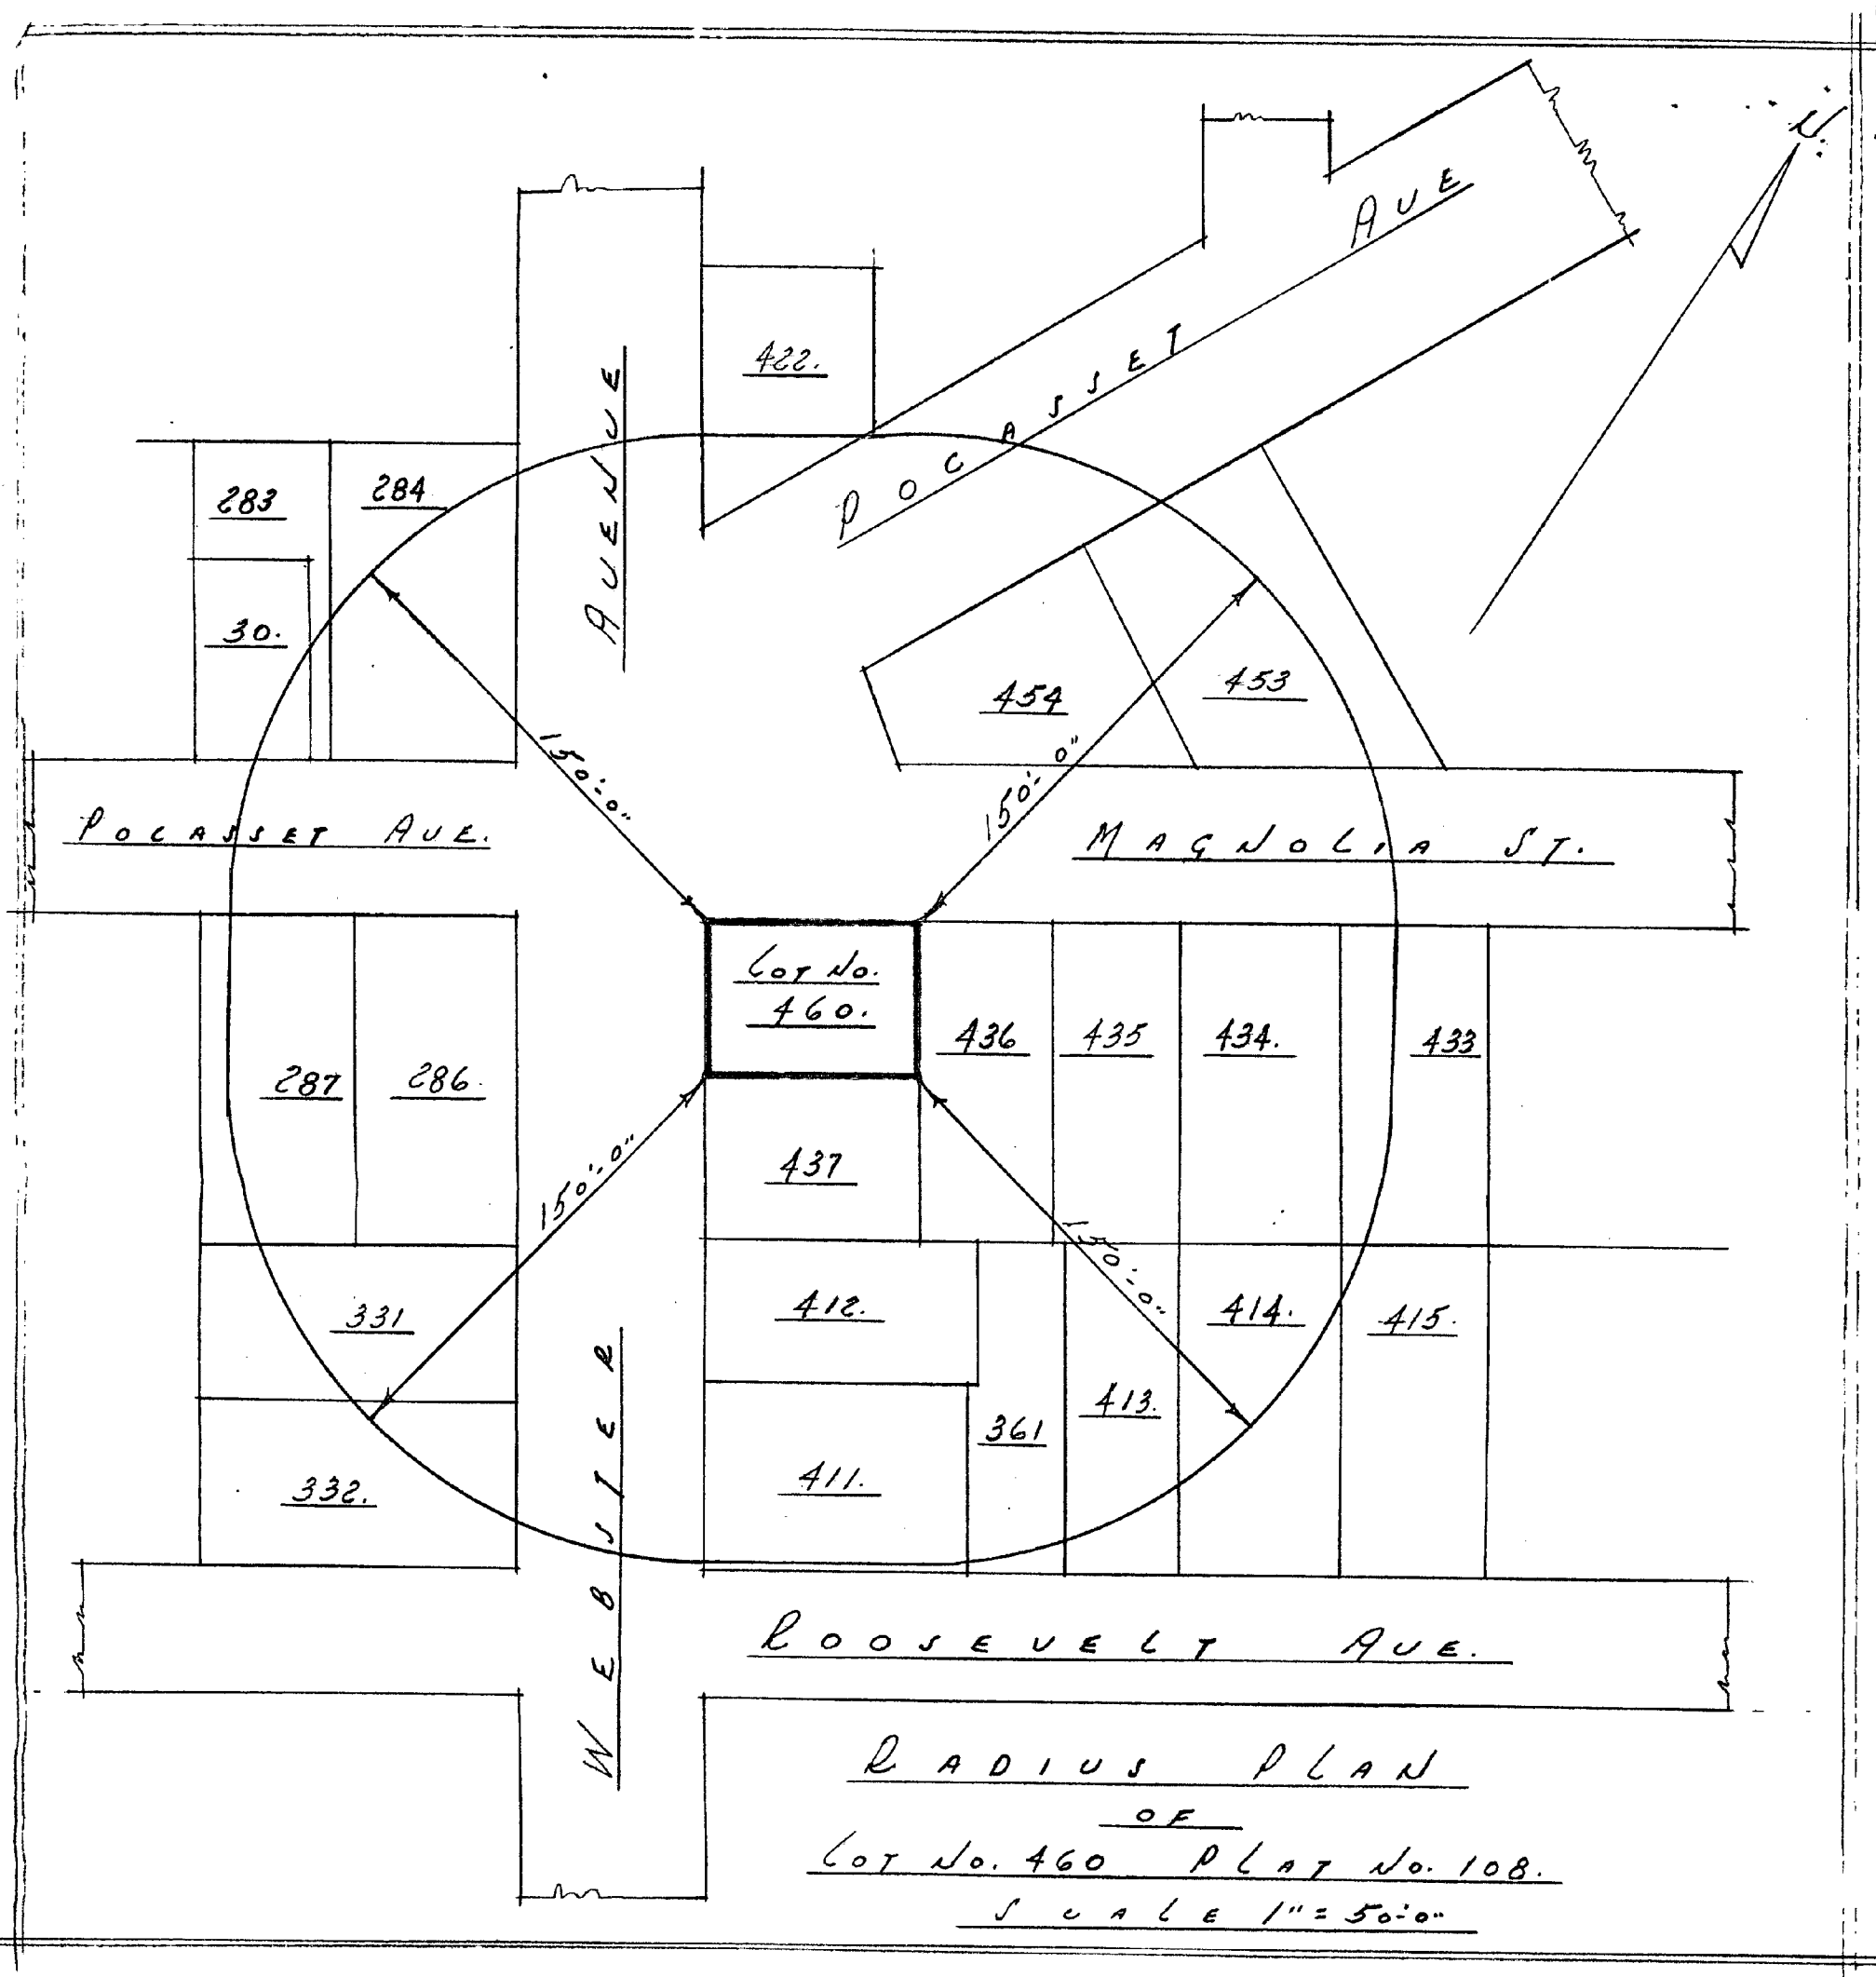 N.
POCASSET AVE
422.
AVENUE
283
284
30.
454
453
150'-0"
150'-0"
POCASSET AVE.
MAGNOLIA ST.
LOT NO.
460.
436
435
434.
433
287
286.
437
150'-0"
150'-0"
331
412.
414.
415.
413.
361
332.
411.
WEBSTER
ROOSEVELT AVE.
RADIUS PLAN
OF
LOT NO. 460 PLAT NO. 108.
SCALE 1"=50'-0"